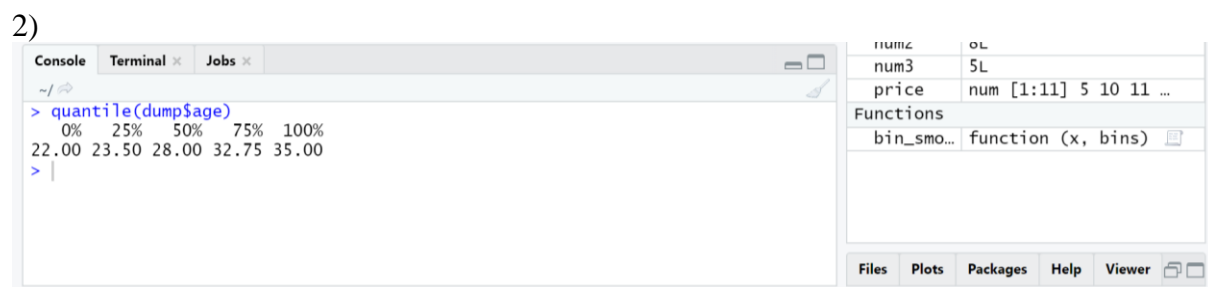 2)
Console Terminal × Jobs ×
~/
> quantile(dump$age)
0% 25% 50% 75% 100%
22.00 23.50 28.00 32.75 35.00
>
num2 8L
num3 5L
price num [1:11] 5 10 11 …
Functions
bin_smo… function (x, bins)
Files Plots Packages Help Viewer